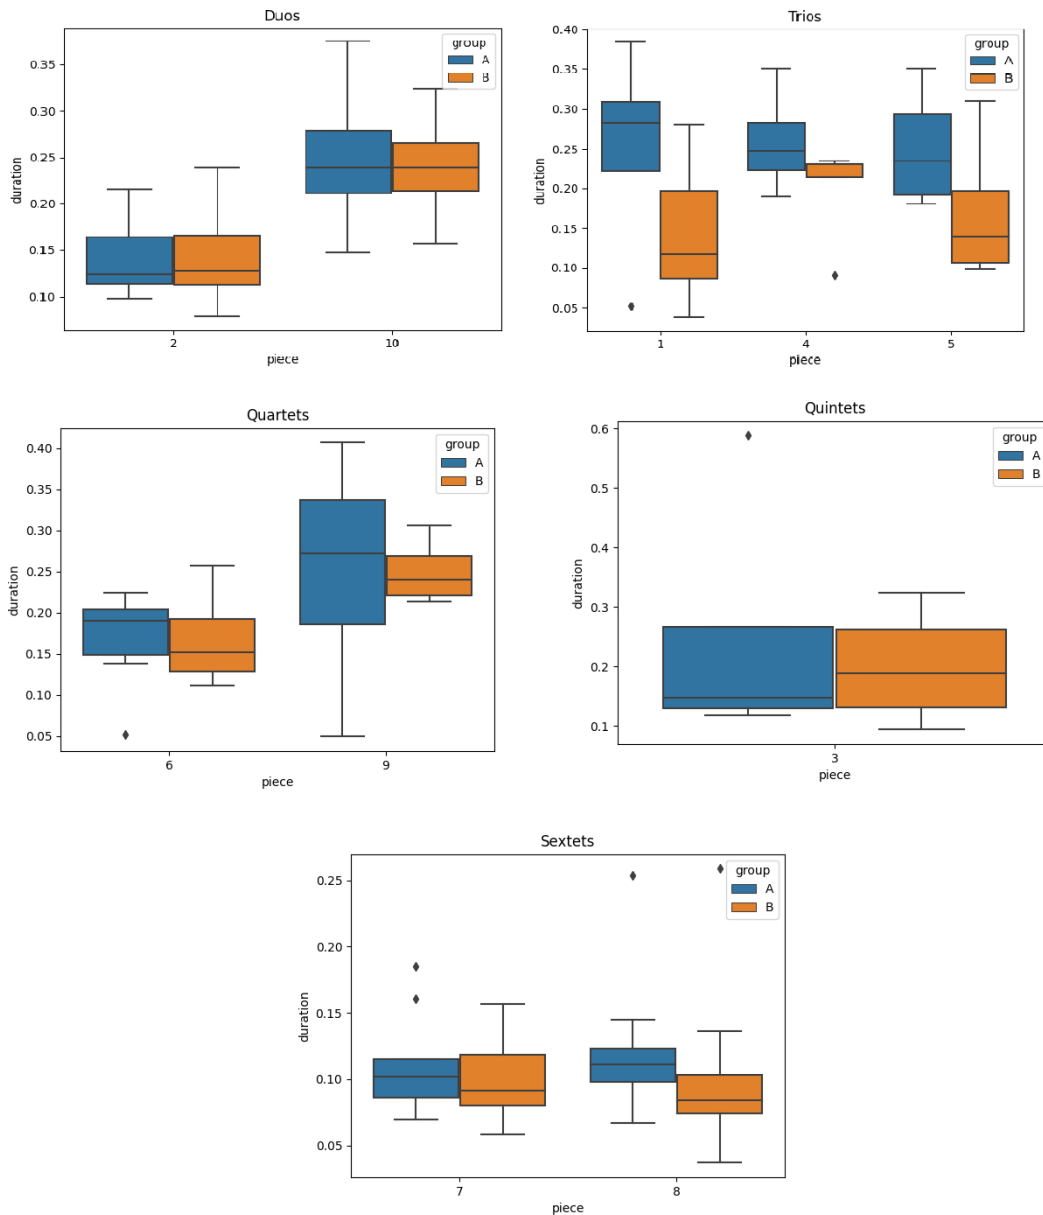 Duos
group
A
B
0.35
0.30
0.25
0.20
0.15
0.10
duration
2
10
piece
Trios
group
A
B
0.40
0.35
0.30
0.25
0.20
0.15
0.10
0.05
duration
1
4
5
piece
Quartets
group
A
B
0.40
0.35
0.30
0.25
0.20
0.15
0.10
0.05
duration
6
9
piece
Quintets
group
A
B
0.6
0.5
0.4
0.3
0.2
0.1
duration
3
piece
Sextets
group
A
B
0.25
0.20
0.15
0.10
0.05
duration
7
8
piece